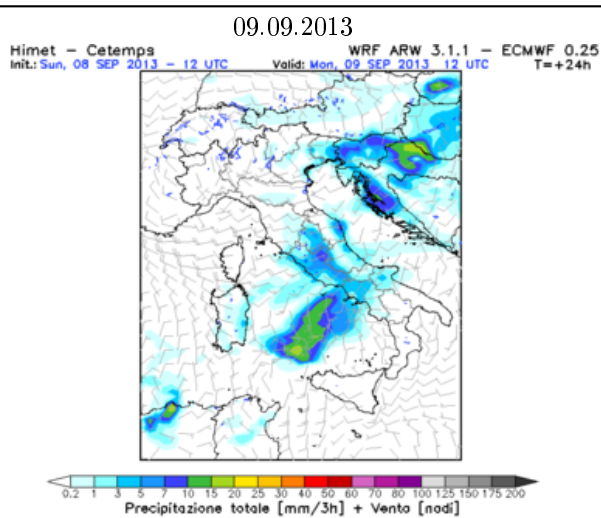 09.09.2013
Himet - Cetemps WRF ARW 3.1.1 - ECMWF 0.25
Init.: Sun, 08 SEP 2013 - 12 UTC Valid: Mon, 09 SEP 2013 12 UTC T=+24h
0.2 1 3 5 7 10 15 20 25 30 40 50 60 70 80 90 100 125 150 175 200
Precipitazione totale [mm/3h] + Vento [nodi]